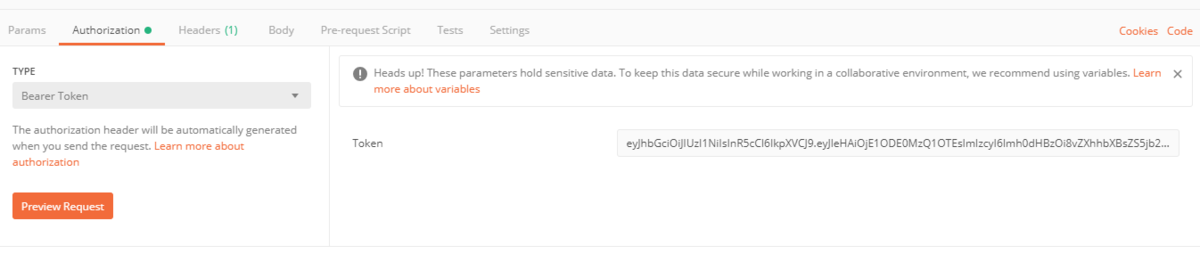 Params Authorization Headers (1) Body Pre-request Script Tests Settings Cookies Code
TYPE
Bearer Token
The authorization header will be automatically generated
when you send the request. Learn more about
authorization
Preview Request
Heads up! These parameters hold sensitive data. To keep this data secure while working in a collaborative environment, we recommend using variables. Learn
more about variables
Token
eyJhbGciOiJIUzI1NiIsInR5cCI6IkpXVCJ9.eyJleHAiOjE1ODE0MzQ1OTEsImlzcyI6Imh0dHBzOi8vZXhhbXBsZS5jb2...